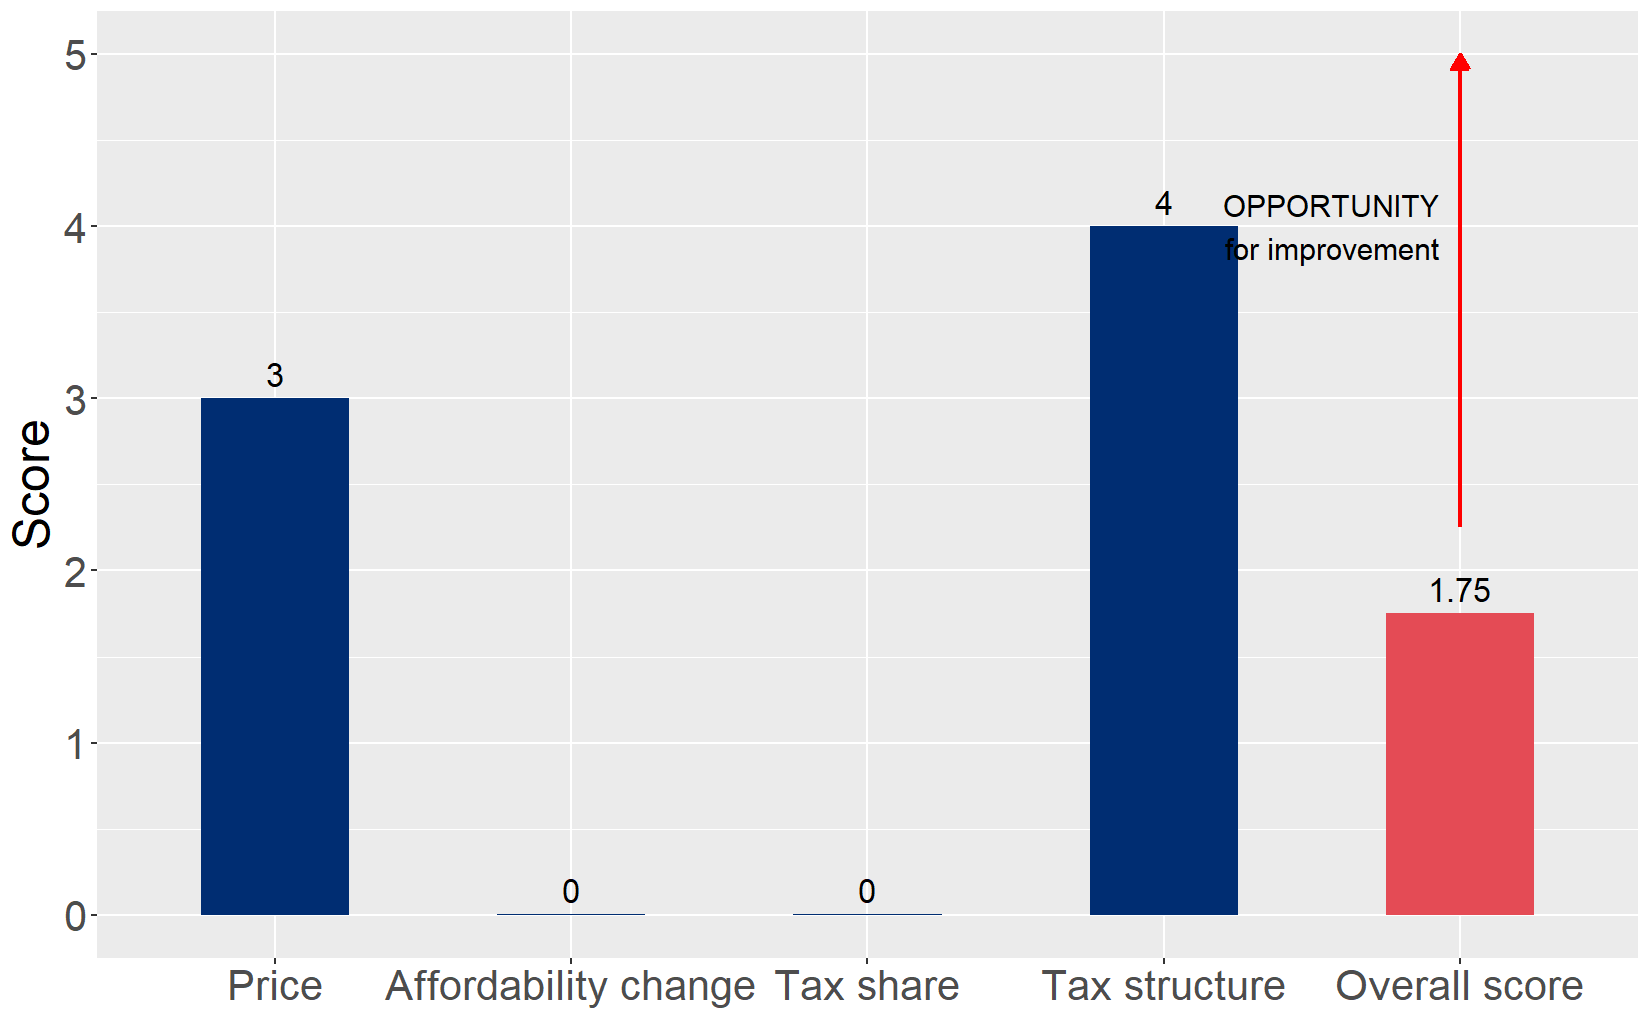 5
4
3
2
1
0
Score
3
0
0
4
1.75
OPPORTUNITY
for improvement
Price
Affordability change
Tax share
Tax structure
Overall score